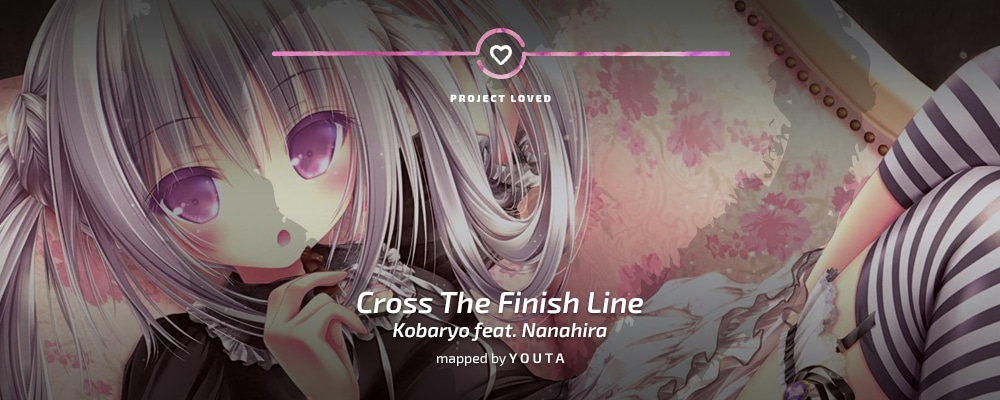 PROJECT LOVED
Cross The Finish Line
Kobaryo feat. Nanahira
mapped by YOUTA